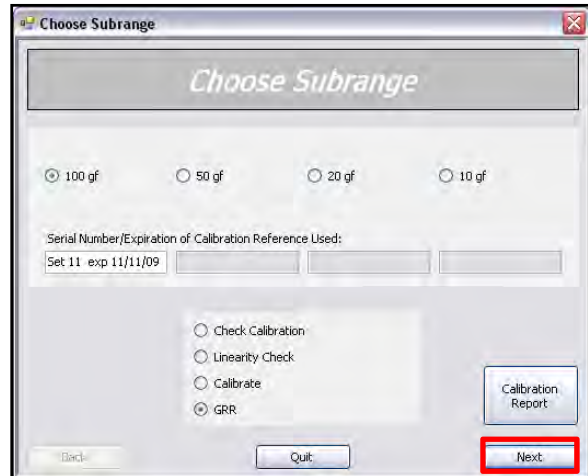 Choose Subrange
Choose Subrange
100 gf 50 gf 20 gf 10 gf
Serial Number/Expiration of Calibration Reference Used:
Set 11 exp 11/11/09
Check Calibration
Linearity Check
Calibrate
GRR
Calibration
Report
Back
Quit
Next